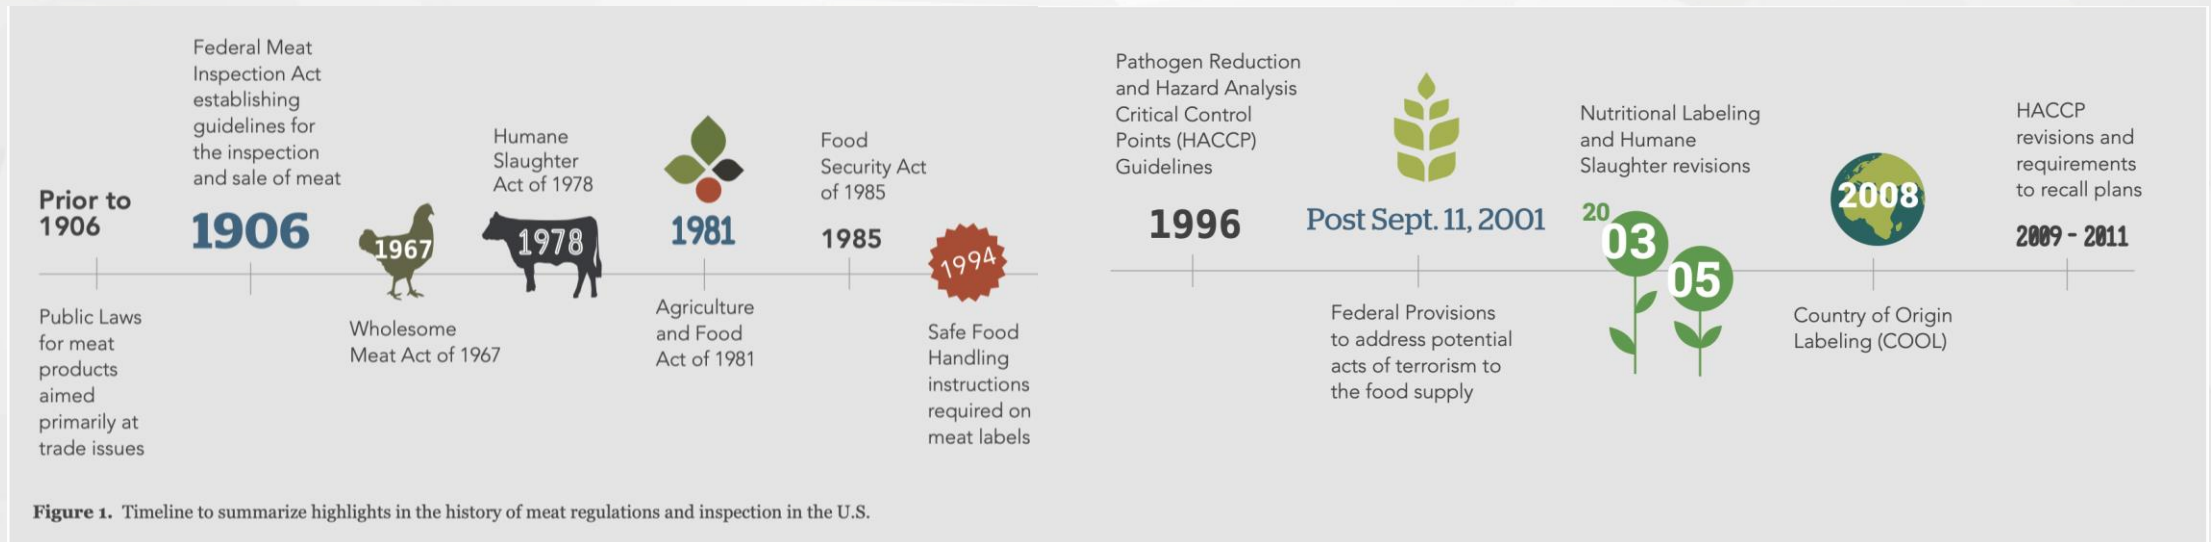 Prior to
1906
Public Laws
for meat
products
aimed
primarily at
trade issues
Federal Meat
Inspection Act
establishing
guidelines for
the inspection
and sale of meat
1906
1967
Wholesome
Meat Act of 1967
Humane
Slaughter
Act of 1978
1978
1981
Agriculture
and Food
Act of 1981
Food
Security Act
of 1985
1985
1994
Safe Food
Handling
instructions
required on
meat labels
Pathogen Reduction
and Hazard Analysis
Critical Control
Points (HACCP)
Guidelines
1996
Post Sept. 11, 2001
Federal Provisions
to address potential
acts of terrorism to
the food supply
Nutritional Labeling
and Humane
Slaughter revisions
20
03
05
2008
Country of Origin
Labeling (COOL)
HACCP
revisions and
requirements
to recall plans
2009 - 2011
Figure 1. Timeline to summarize highlights in the history of meat regulations and inspection in the U.S.